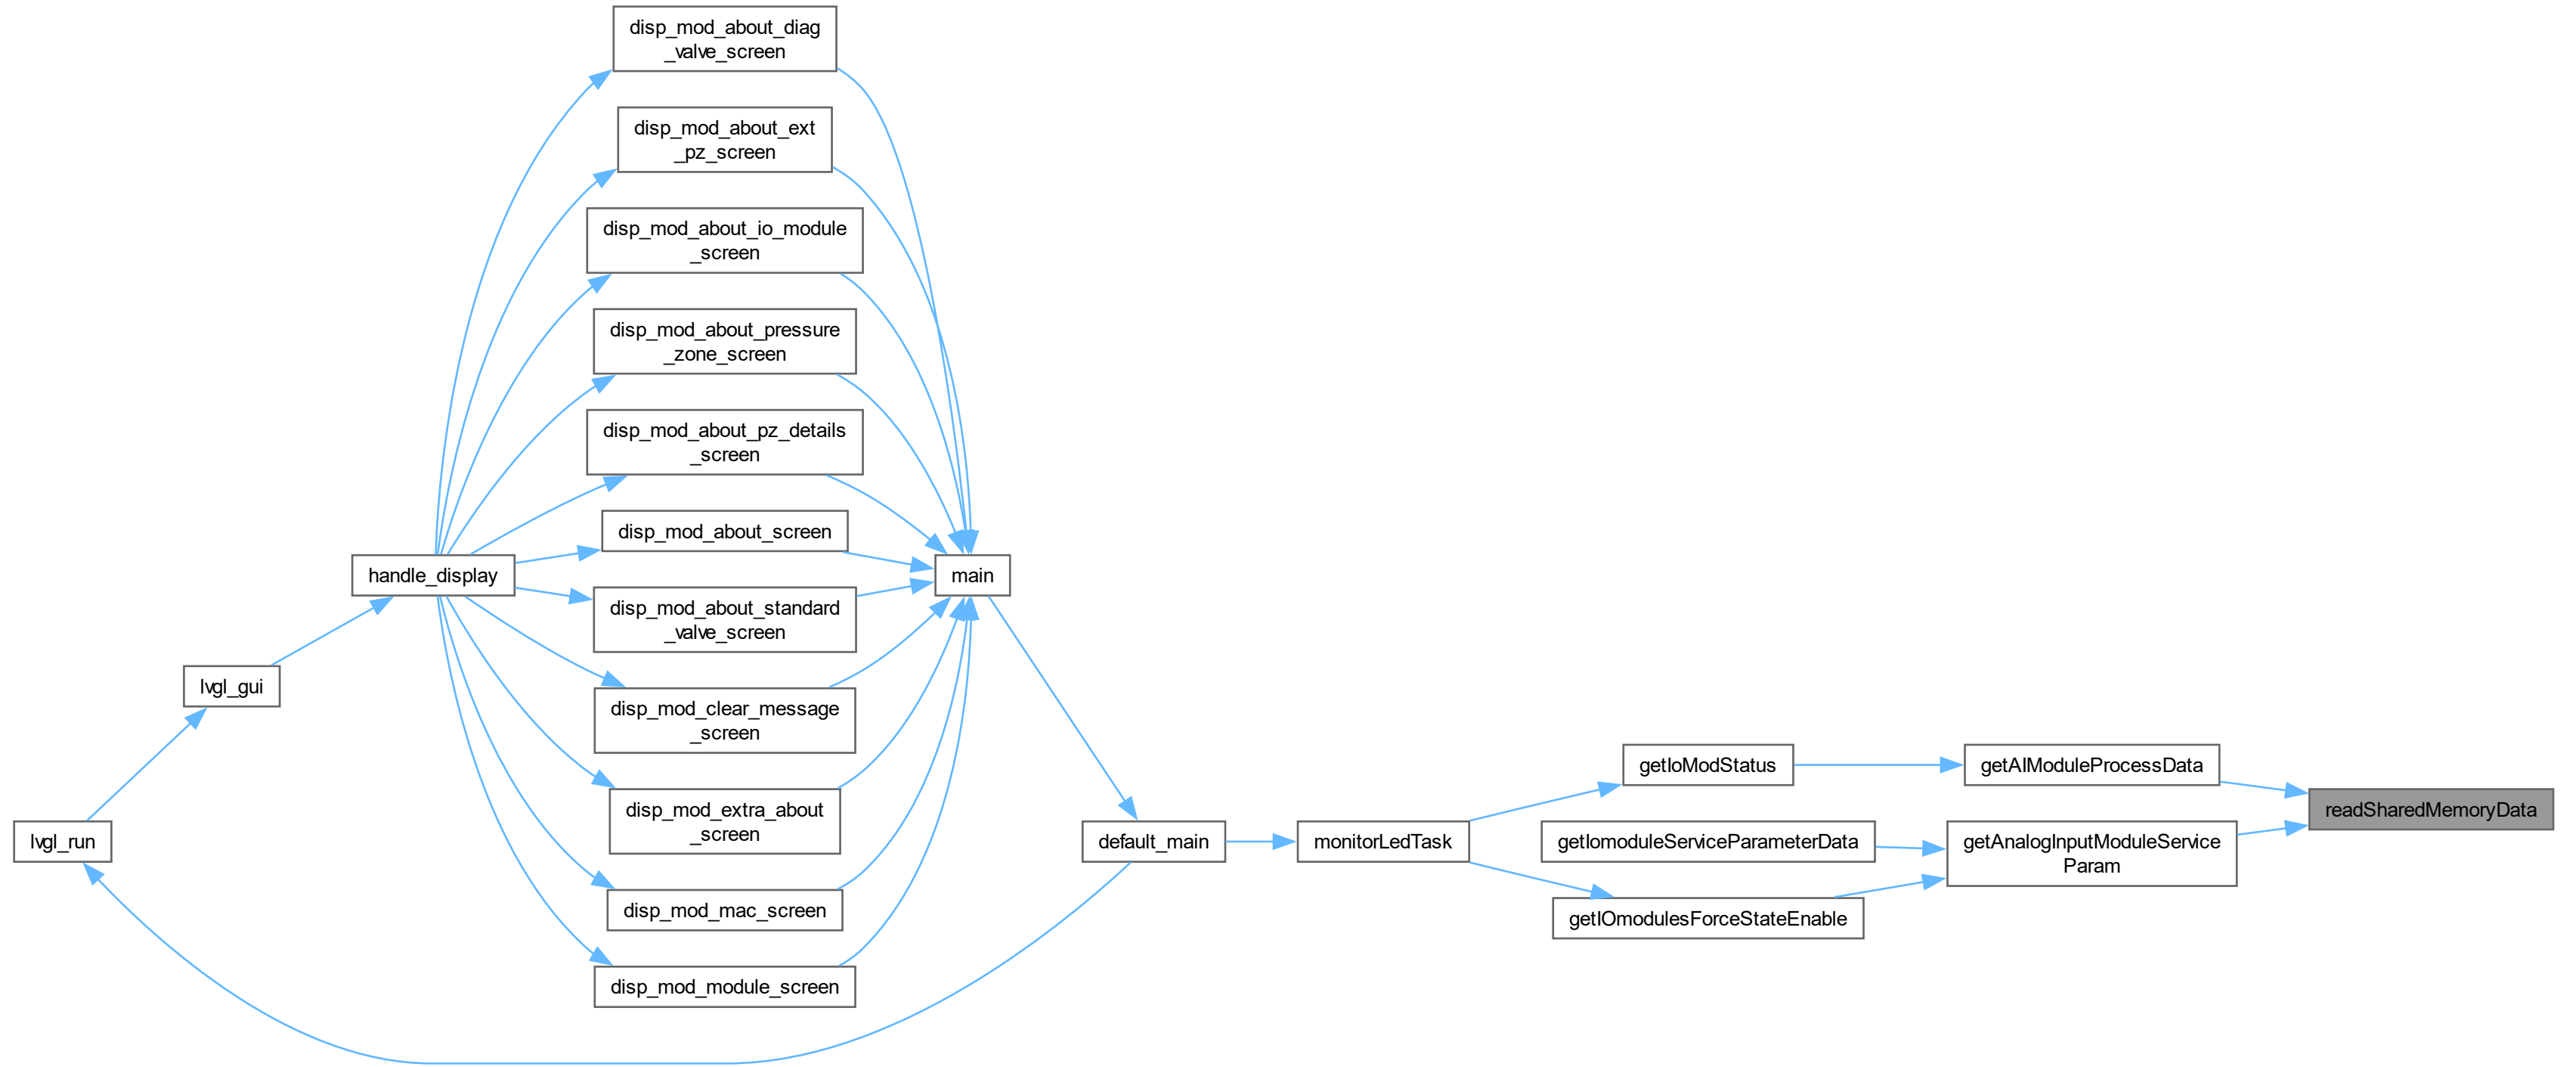 disp_mod_about_diag
_valve_screen
disp_mod_about_ext
_pz_screen
disp_mod_about_io_module
_screen
disp_mod_about_pressure
_zone_screen
disp_mod_about_pz_details
_screen
disp_mod_about_screen
handle_display
main
disp_mod_about_standard
_valve_screen
lvgl_gui
disp_mod_clear_message
_screen
getIoModStatus
getAIModuleProcessData
disp_mod_extra_about
_screen
readSharedMemoryData
lvgl_run
default_main
monitorLedTask
getIomoduleServiceParameterData
getAnalogInputModuleService
Param
disp_mod_mac_screen
getIOmodulesForceStateEnable
disp_mod_module_screen